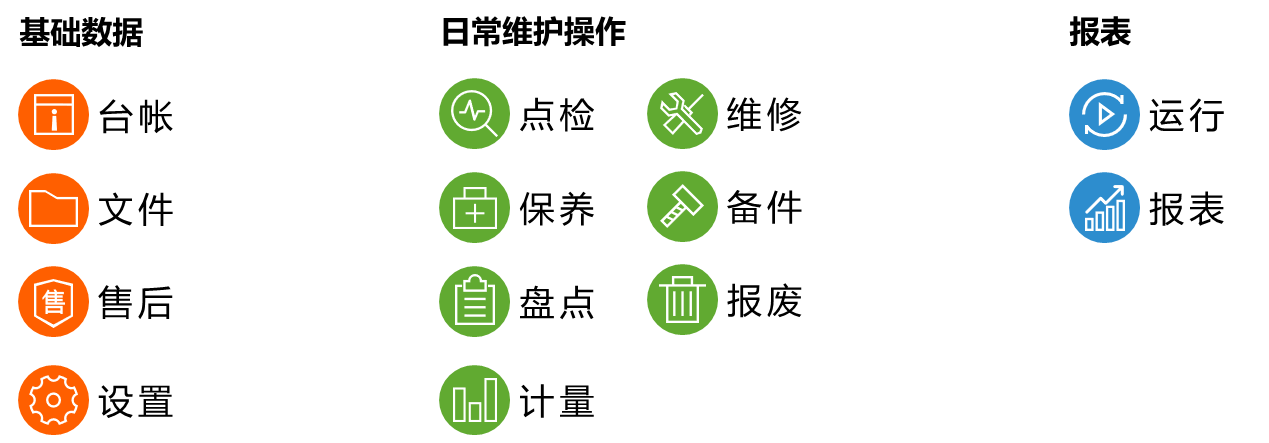 基础数据
台帐
文件
售
售后
设置
日常维护操作
点检
维修
保养
备件
盘点
报废
计量
报表
运行
报表